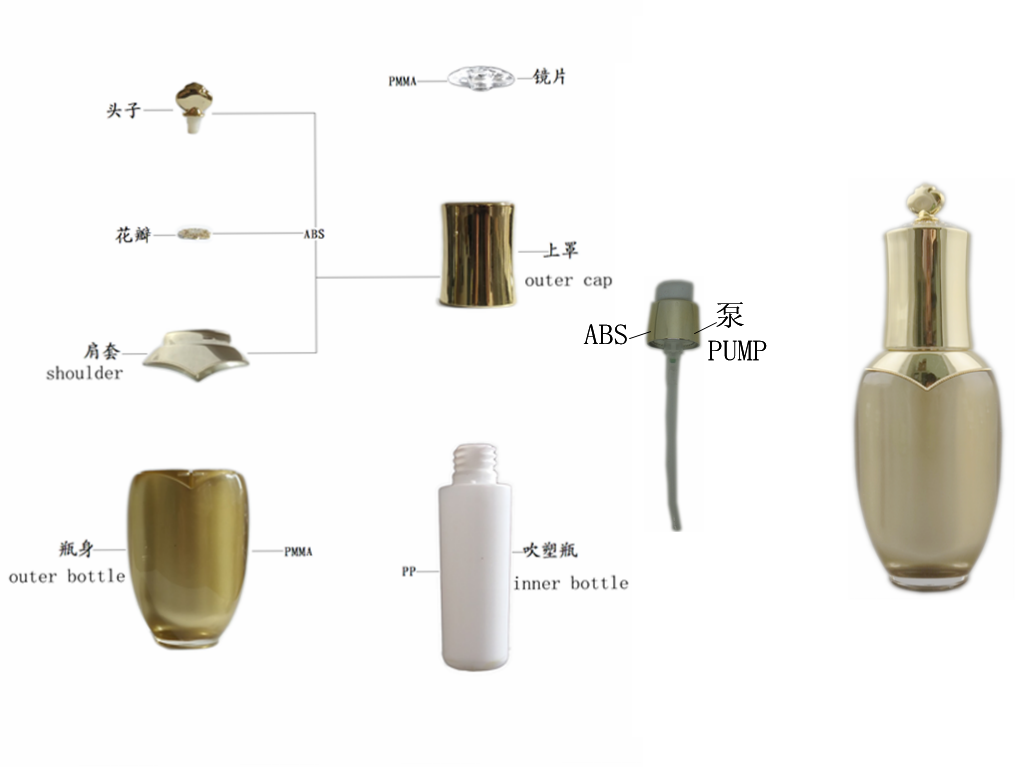 PMMA
镜片
头子
花瓣
ABS
上罩
outer cap
肩套
shoulder
ABS
泵
PUMP
瓶身
outer bottle
PMMA
PP
吹塑瓶
inner bottle